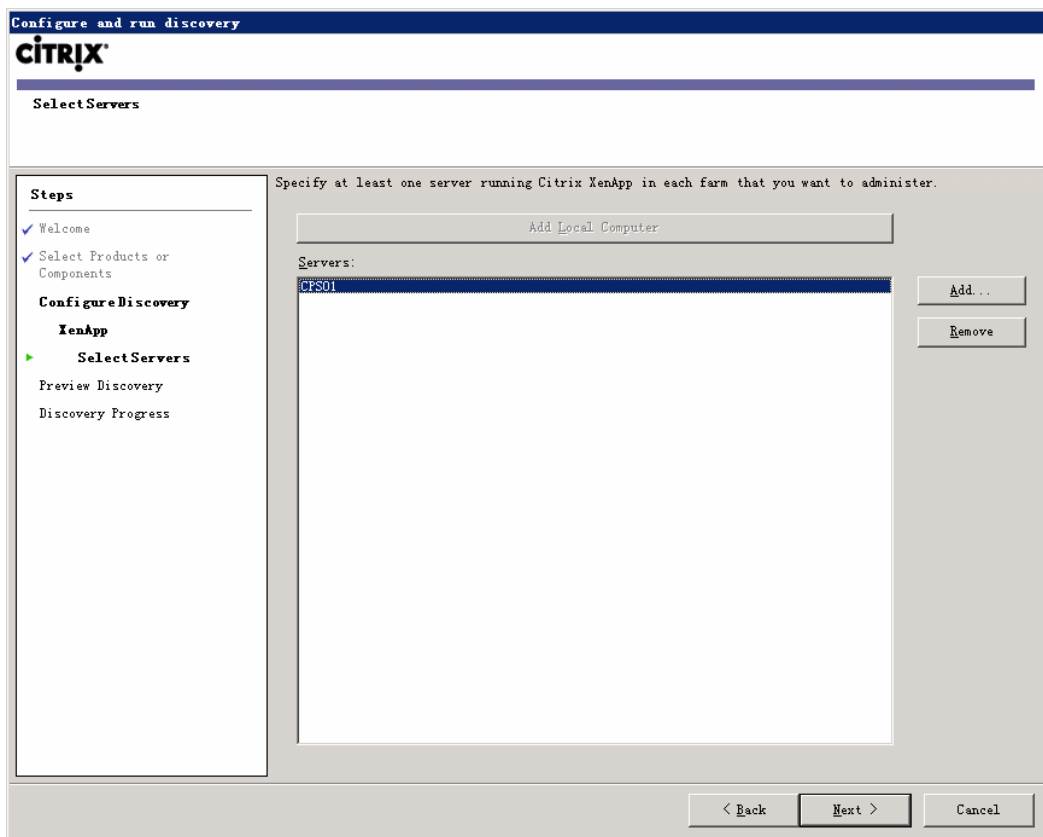 Configure and run discovery
CITRIX
Select Servers
Steps
Welcome
Select Products or
Components
Configure Discovery
XenApp
Select Servers
Preview Discovery
Discovery Progress
Specify at least one server running Citrix XenApp in each farm that you want to administer.
Add Local Computer
Servers:
CPS01
Add...
Remove
< Back
Next >
Cancel